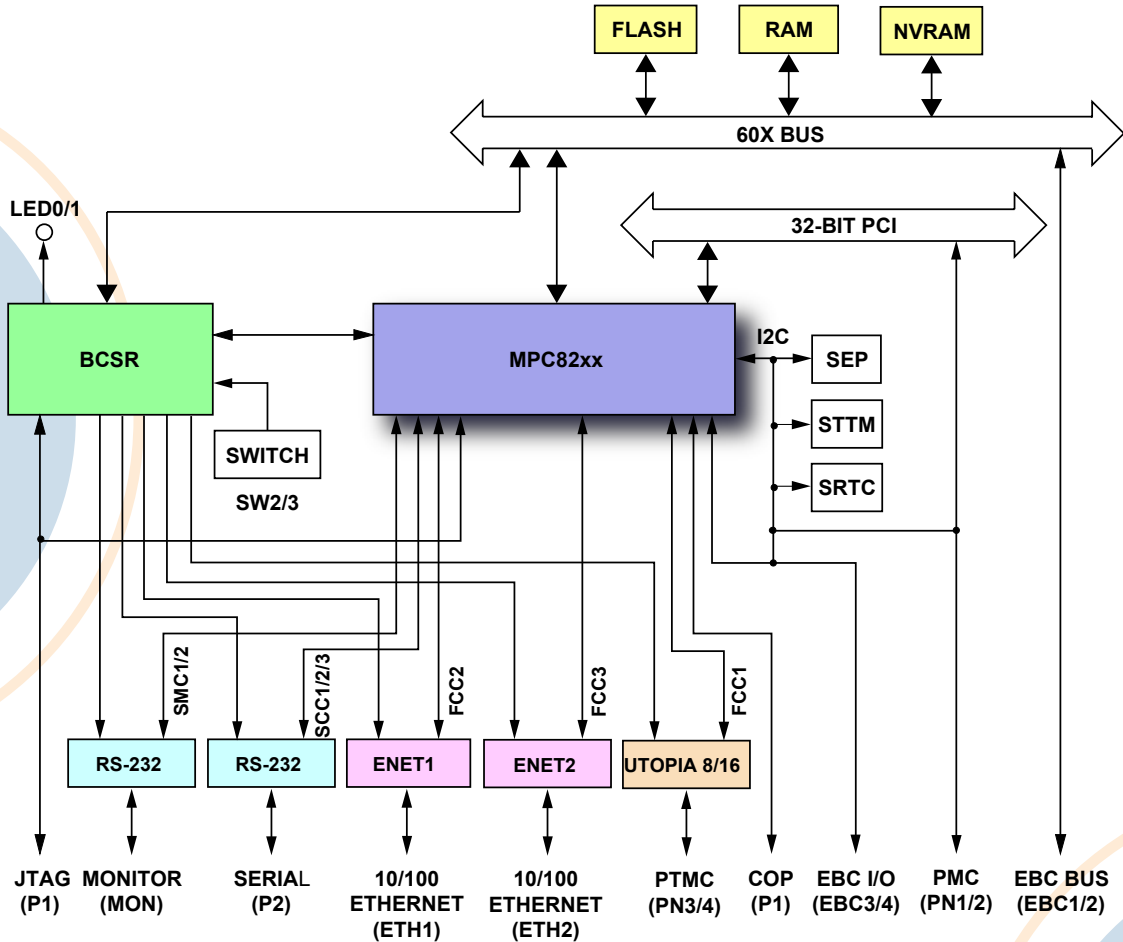 FLASH
RAM
NVRAM
60X BUS
LED0/1
32-BIT PCI
BCSR
MPC82xx
I2C
SEP
STTM
SWITCH
SRTC
SW2/3
SMC1/2
SCC1/2/3
FCC2
FCC3
FCC1
RS-232
RS-232
ENET1
ENET2
UTOPIA 8/16
JTAG
(P1)
MONITOR
(MON)
SERIAL
(P2)
10/100
ETHERNET
(ETH1)
10/100
ETHERNET
(ETH2)
PTMC
(PN3/4)
COP
(P1)
EBC I/O
(EBC3/4)
PMC
(PN1/2)
EBC BUS
(EBC1/2)